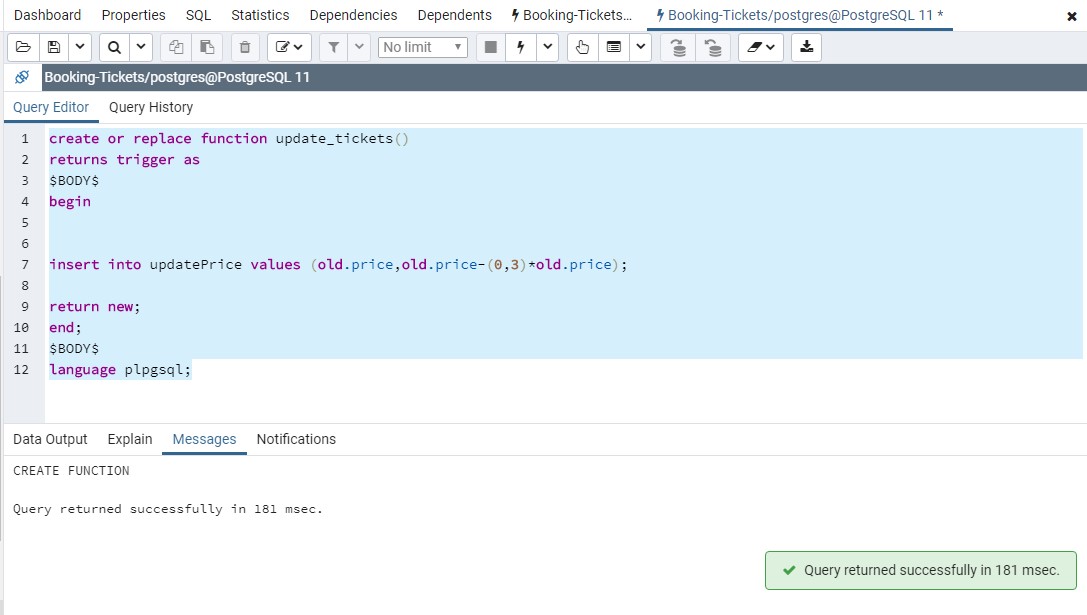 Dashboard Properties SQL Statistics Dependencies Dependents Booking-Tickets... Booking-Tickets/postgres@PostgreSQL 11 *
No limit
Booking-Tickets/postgres@PostgreSQL 11
Query Editor Query History
1 create or replace function update_tickets()
2 returns trigger as
3 $BODY$
4 begin
5
6
7 insert into updatePrice values (old.price,old.price-(0,3)*old.price);
8
9 return new;
10 end;
11 $BODY$
12 language plpgsql;
Data Output Explain Messages Notifications
CREATE FUNCTION
Query returned successfully in 181 msec.
Query returned successfully in 181 msec.